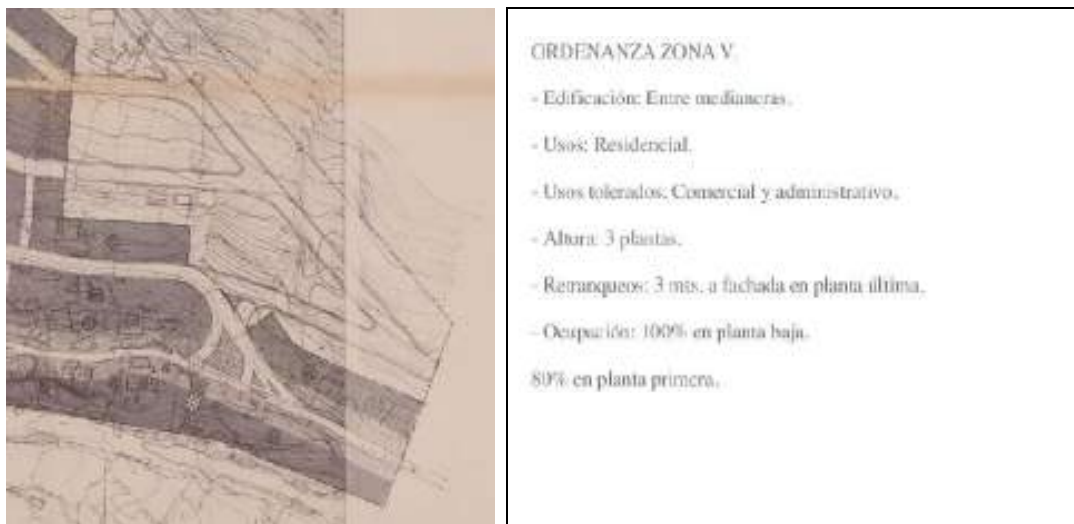 ORDENANZA ZONA V.
- Edificación: Entre medianeras.
- Usos: Residencial.
- Usos tolerados. Comercial y administrativo.
- Altura: 3 plantas.
- Retranqueos: 3 mts. a fachada en planta última.
- Ocupación: 100% en planta baja.
80% en planta primera.